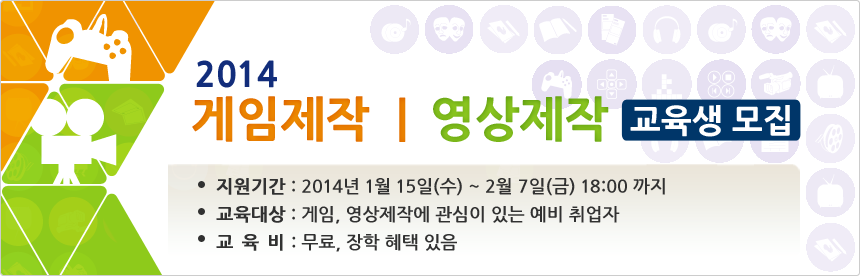 2014
게임제작 | 영상제작 교육생 모집
• 지원기간 : 2014년 1월 15일(수) ~ 2월 7일(금) 18:00 까지
• 교육대상 : 게임, 영상제작에 관심이 있는 예비 취업자
• 교 육 비 : 무료, 장학 혜택 있음